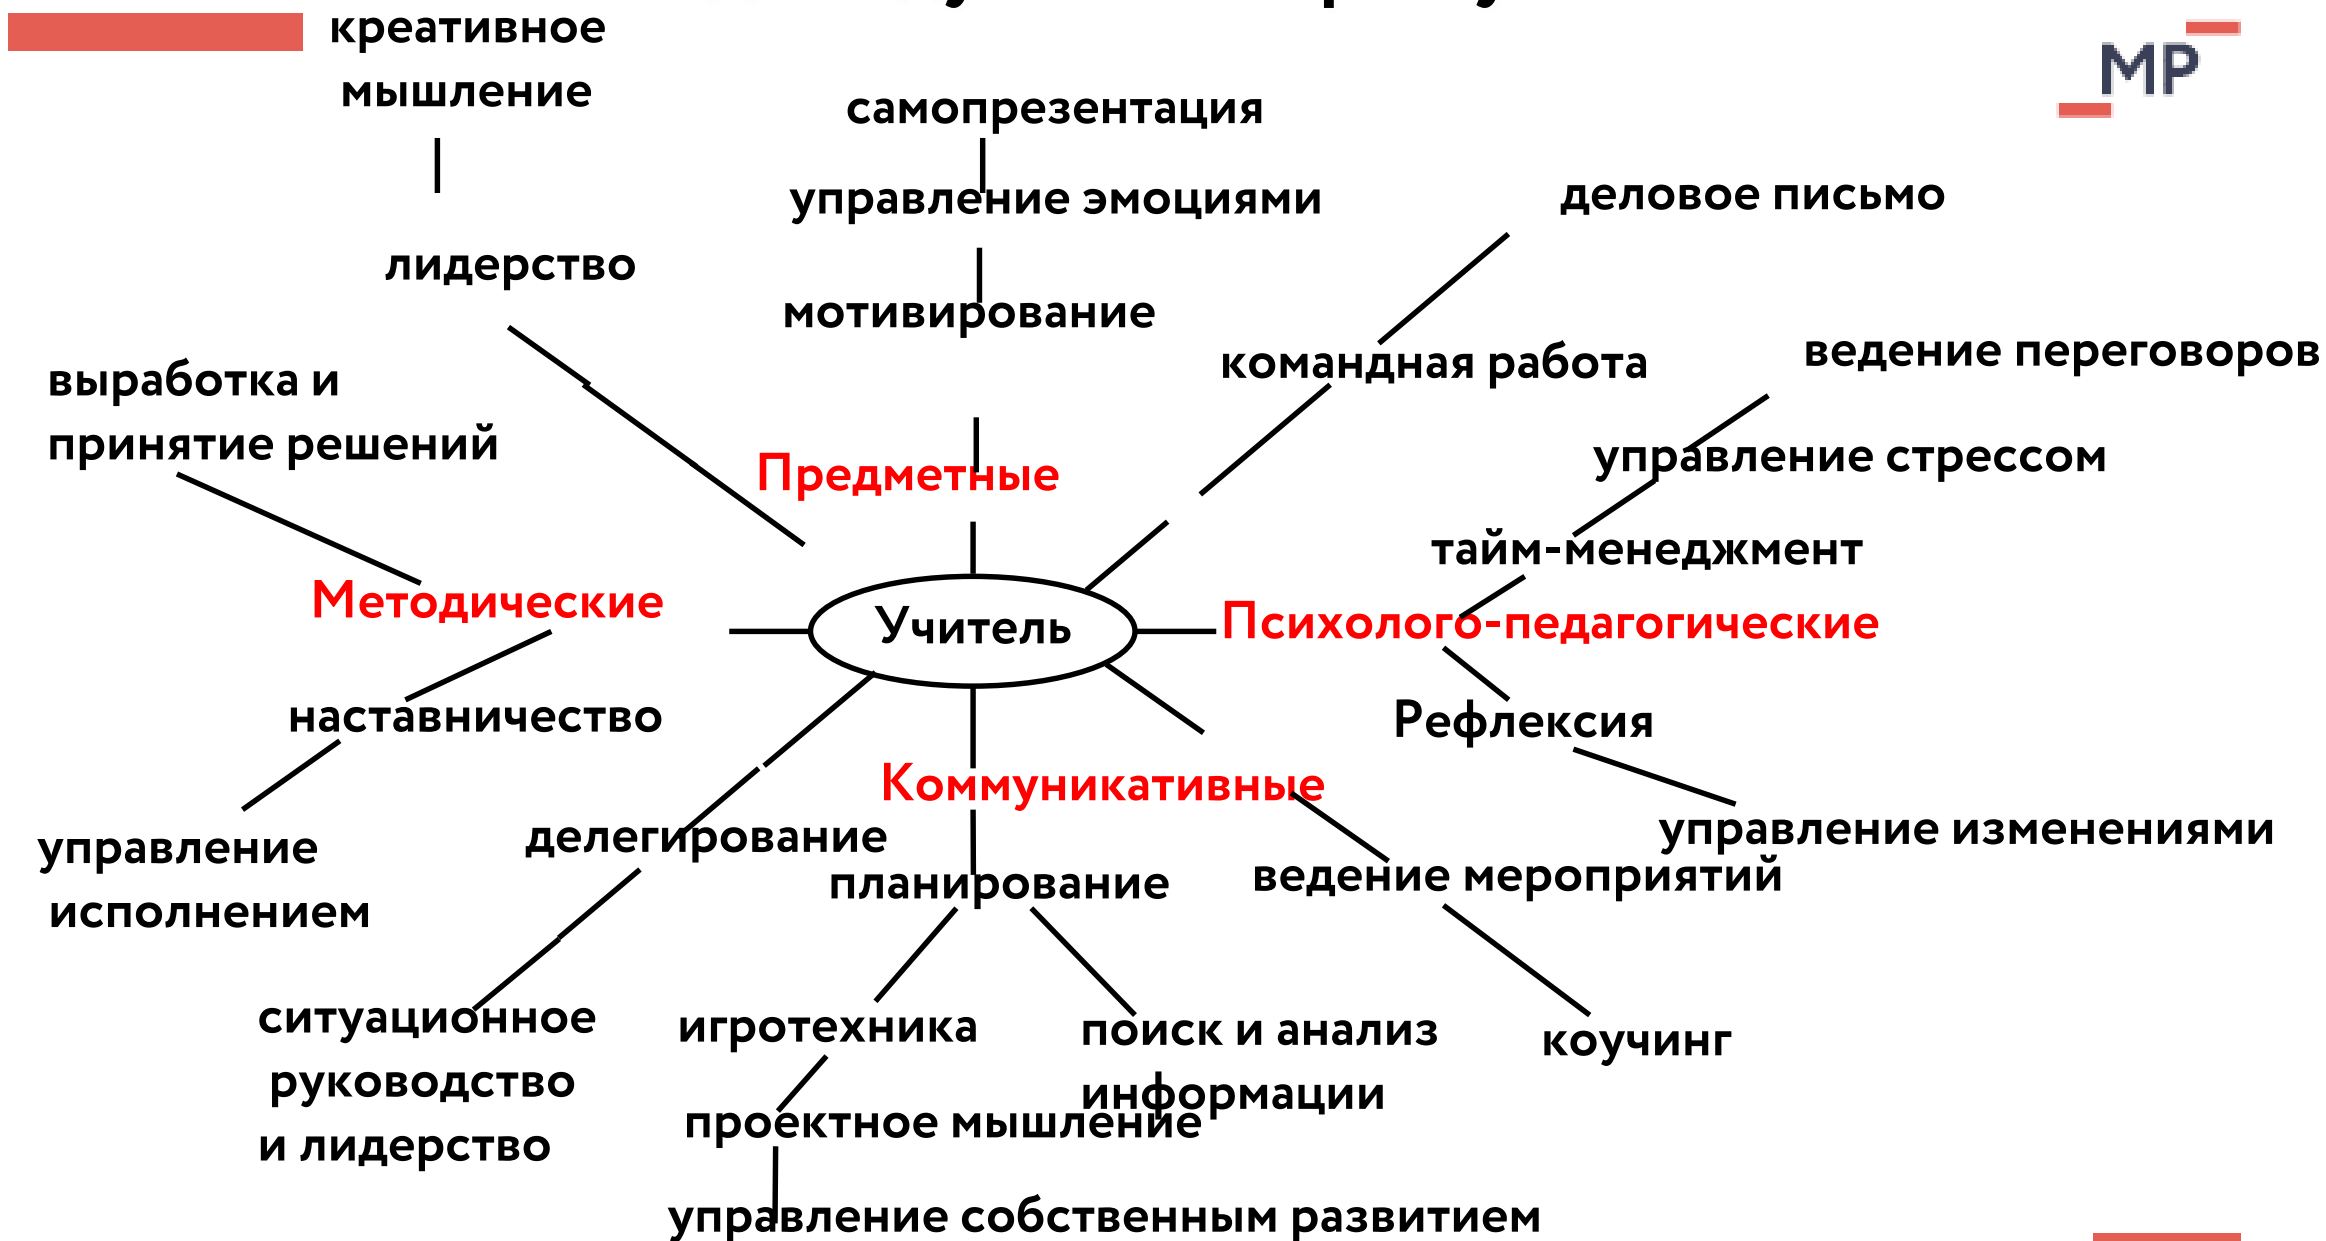 креативное
мышление
МР
самопрезентация
управление эмоциями
деловое письмо
лидерство
мотивирование
командная работа
ведение переговоров
выработка и
принятие решений
управление стрессом
Предметные
тайм-менеджмент
Методические
Учитель
Психолого-педагогические
наставничество
Рефлексия
Коммуникативные
управление
исполнением
делегирование
планирование
ведение мероприятий
управление изменениями
ситуационное
руководство
и лидерство
игротехника
поиск и анализ
информации
коучинг
проектное мышление
управление собственным развитием